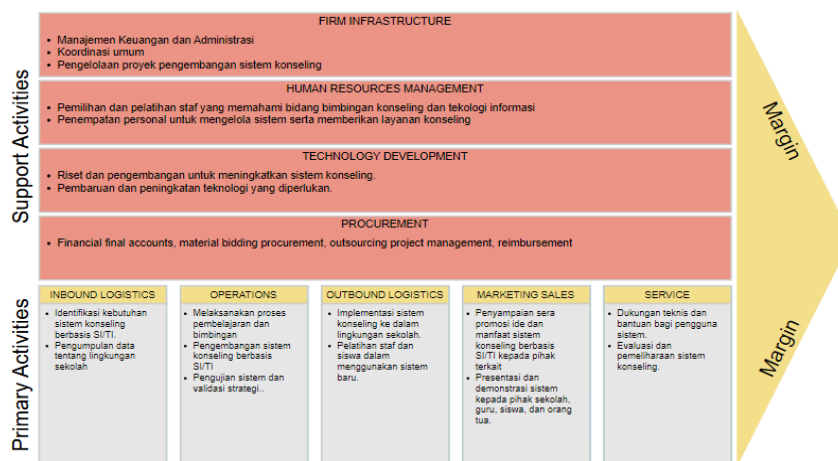 Support Activities
FIRM INFRASTRUCTURE
• Manajemen Keuangan dan Administrasi
• Koordinasi umum
• Pengelolaan proyek pengembangan sistem konseling
HUMAN RESOURCES MANAGEMENT
• Pemilihan dan pelatihan staf yang memahami bidang bimbingan konseling dan tekologi informasi
• Penempatan personal untuk mengelola sistem serta memberikan layanan konseling
TECHNOLOGY DEVELOPMENT
• Riset dan pengembangan untuk meningkatkan sistem konseling.
• Pembaruan dan peningkatan teknologi yang diperlukan.
PROCUREMENT
• Financial final accounts, material bidding procurement, outsourcing project management, reimbursement
Margin
Primary Activities
INBOUND LOGISTICS
• Identifikasi kebutuhan
sistem konseling
berbasis SI/TI.
• Pengumpulan data
tentang lingkungan
sekolah
OPERATIONS
• Melaksanakan proses
pembelajaran dan
bimbingan
• Pengembangan sistem
konseling berbasis
SI/TI
• Pengujian sistem dan
validasi strategi..
OUTBOUND LOGISTICS
• Implementasi sistem
konseling ke dalam
lingkungan sekolah.
• Pelatihan staf dan
siswa dalam
menggunakan sistem
baru.
MARKETING SALES
• Penyampaian sera
promosi ide dan
manfaat sistem
konseling berbasis
SI/TI kepada pihak
terkait
• Presentasi dan
demonstrasi sistem
kepada pihak sekolah,
guru, siswa, dan orang
tua.
SERVICE
• Dukungan teknis dan
bantuan bagi pengguna
sistem.
• Evaluasi dan
pemeliharaan sistem
konseling.
Margin